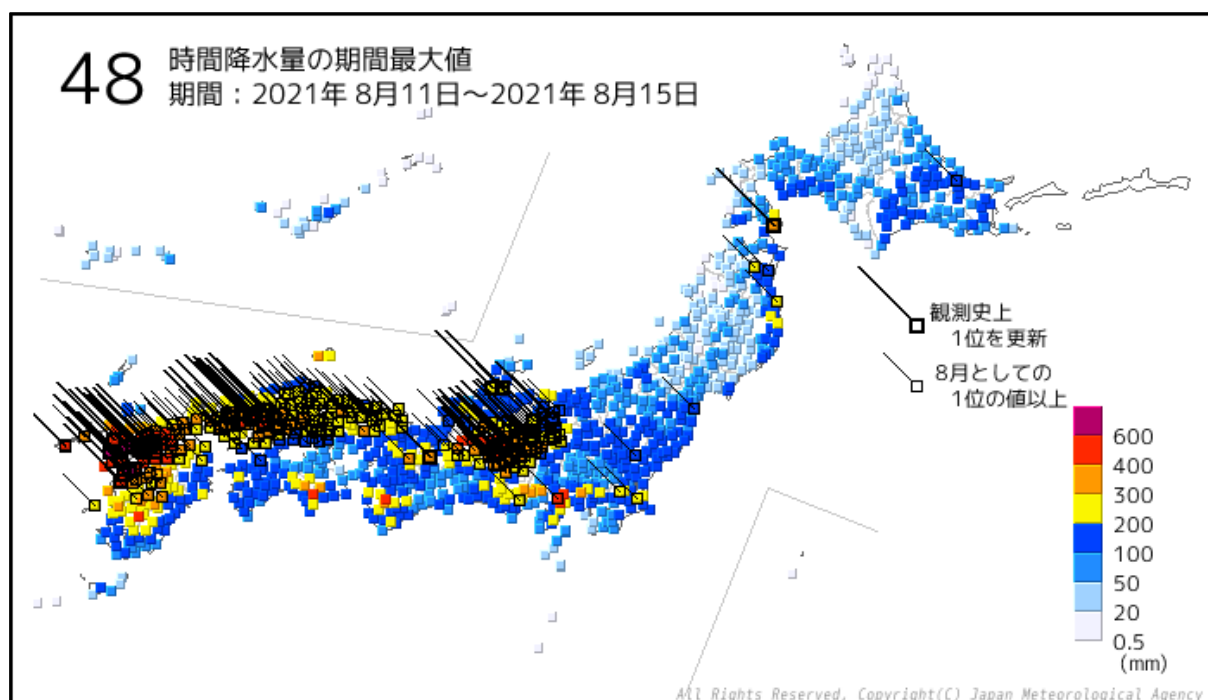 48 時間降水量の期間最大値
期間：2021年 8月11日～2021年 8月15日
観測史上
1位を更新
8月としての
1位の値以上
600
400
300
200
100
50
20
0.5
(mm)
All Rights Reserved, Copyright(C) Japan Meteorological Agency